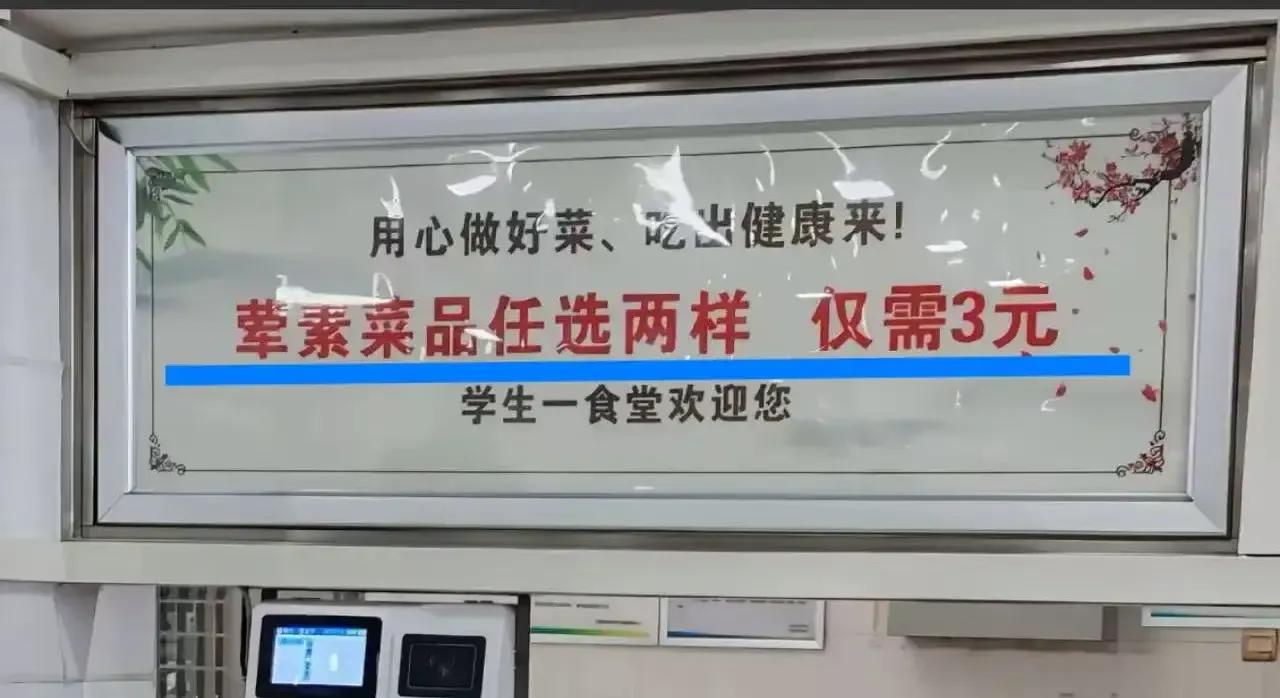 用心做好菜、吃出健康来!
荤素菜品任选两样 仅需3元
学生一食堂欢迎您